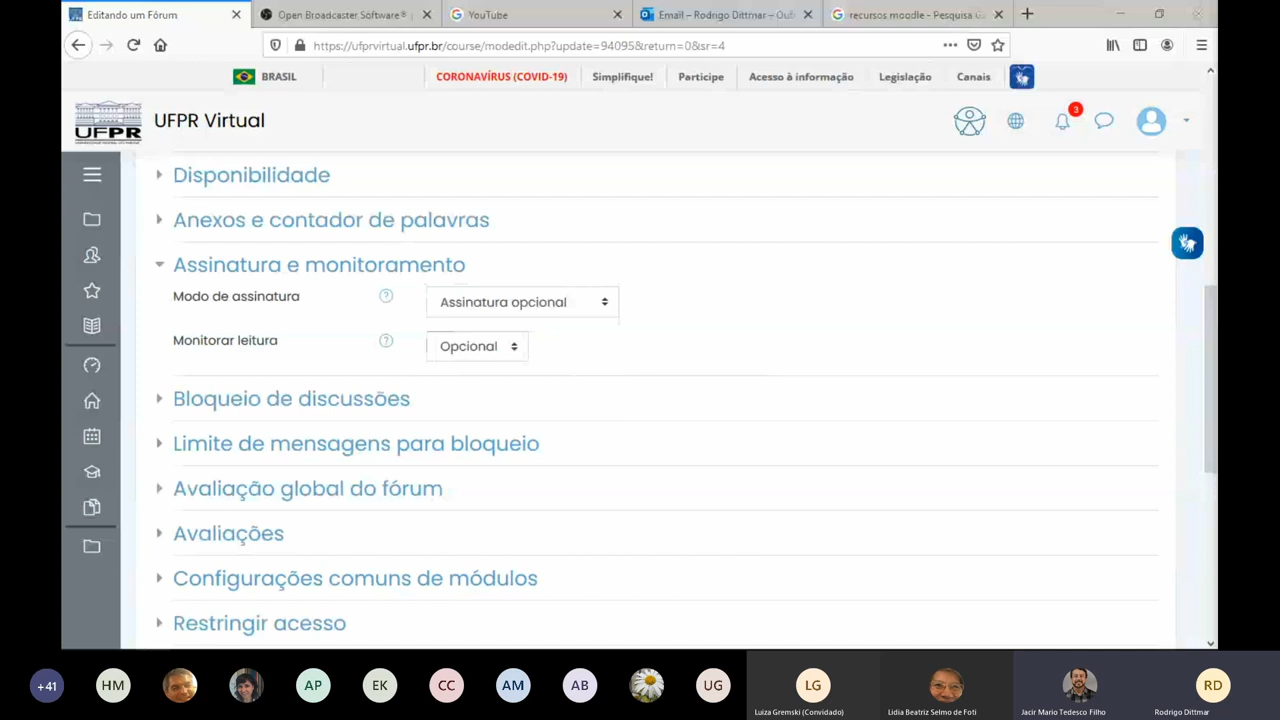 Editando um Fórum
Open Broadcaster Software®
YouTube
Email – Rodrigo Dittmar – Out
recursos moodle - Pesquisa G
https://ufprvirtual.ufpr.br/course/modedit.php?update=94095&return=0&sr=4
BRASIL
CORONAVÍRUS (COVID-19)
Simplifique!
Participe
Acesso à informação
Legislação
Canais
UFPR
UFPR Virtual
3
Disponibilidade
Anexos e contador de palavras
Assinatura e monitoramento
Modo de assinatura ? Assinatura opcional
Monitorar leitura ? Opcional
Bloqueio de discussões
Limite de mensagens para bloqueio
Avaliação global do fórum
Avaliações
Configurações comuns de módulos
Restringir acesso
+41 HM AP EK CC AM AB UG LG RD
Luiza Gremski (Convidado)
Lidia Beatriz Selmo de Foti
Jacir Mario Tedesco Filho
Rodrigo Dittmar